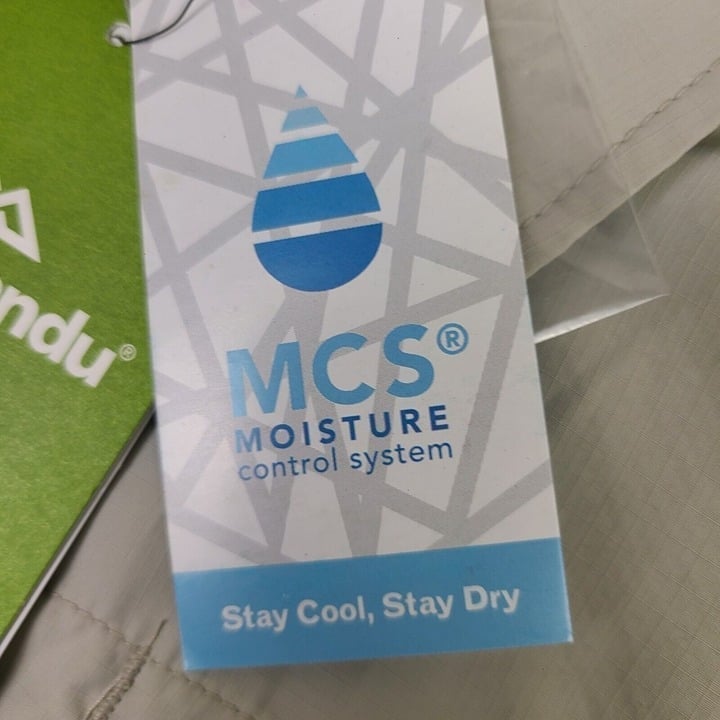 ndu®
MCS®
MOISTURE
control system
Stay Cool, Stay Dry